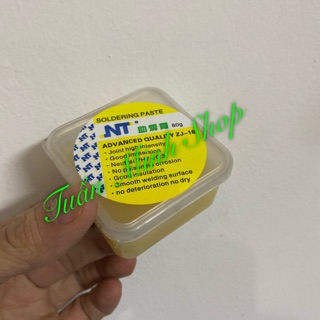 SOLDERING PASTE
NT 80g
ADVANCED QUALITY ZJ-18
• Joint high intensity
• Good immersion
• No corrosion
• Good insulation
• Smooth welding surface
• no deterioration no dry
Tuấn Shop